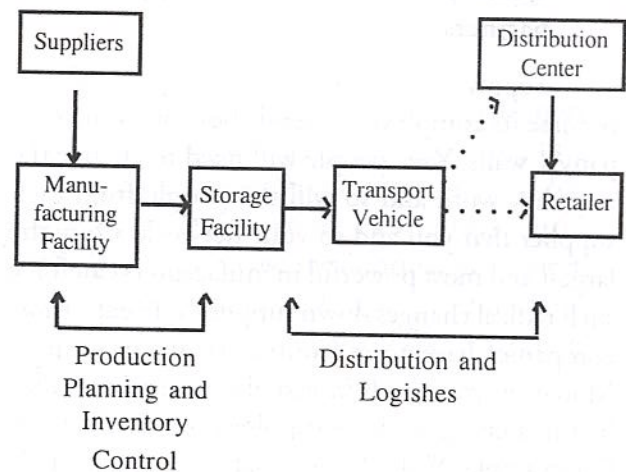 Suppliers
Distribution
Center
Manu-
facturing
Facility
Storage
Facility
Transport
Vehicle
Retailer
Production
Planning and
Inventory
Control
Distribution and
Logishes